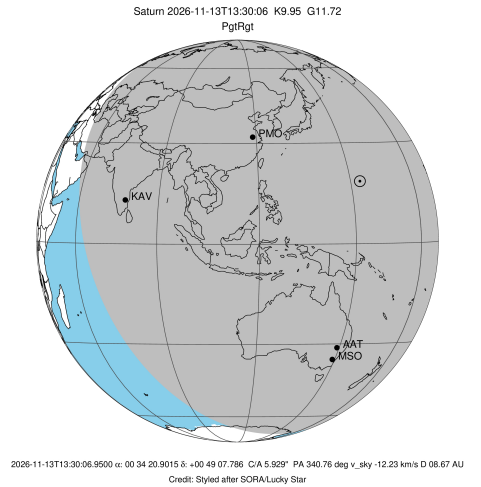 Saturn 2026-11-13T13:30:06 K9.95 G11.72
PgtRgt
PMO
KAV
AAT
MSO
2026-11-13T13:30:06.9500 α: 00 34 20.9015 δ: +00 49 07.786 C/A 5.929" PA 340.76 deg v_sky -12.23 km/s D 08.67 AU
Credit: Styled after SORA/Lucky Star